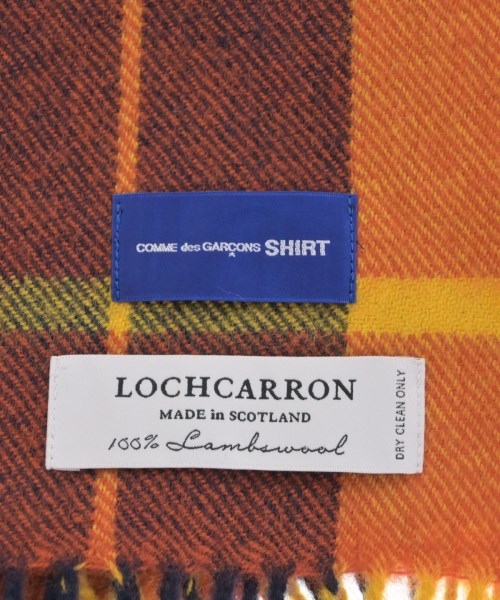 COMME des GARÇONS SHIRT
LOCHCARRON
MADE in SCOTLAND
100% Lambswool
DRY CLEAN ONLY